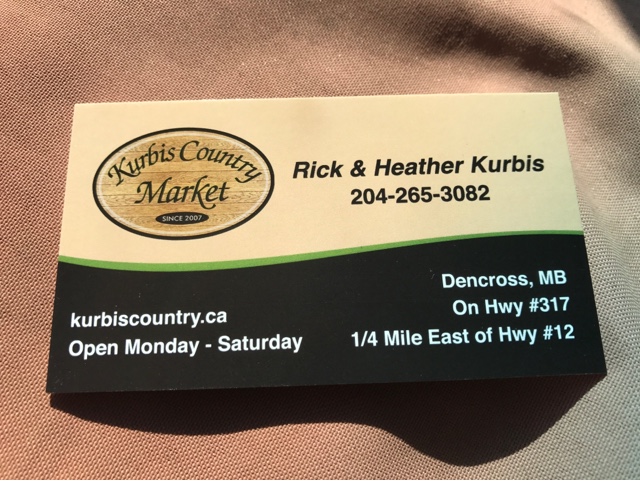 Kurbis Country
Market
SINCE 2007
Rick & Heather Kurbis
204-265-3082
kurbiscountry.ca
Open Monday - Saturday
Dencross, MB
On Hwy #317
1/4 Mile East of Hwy #12